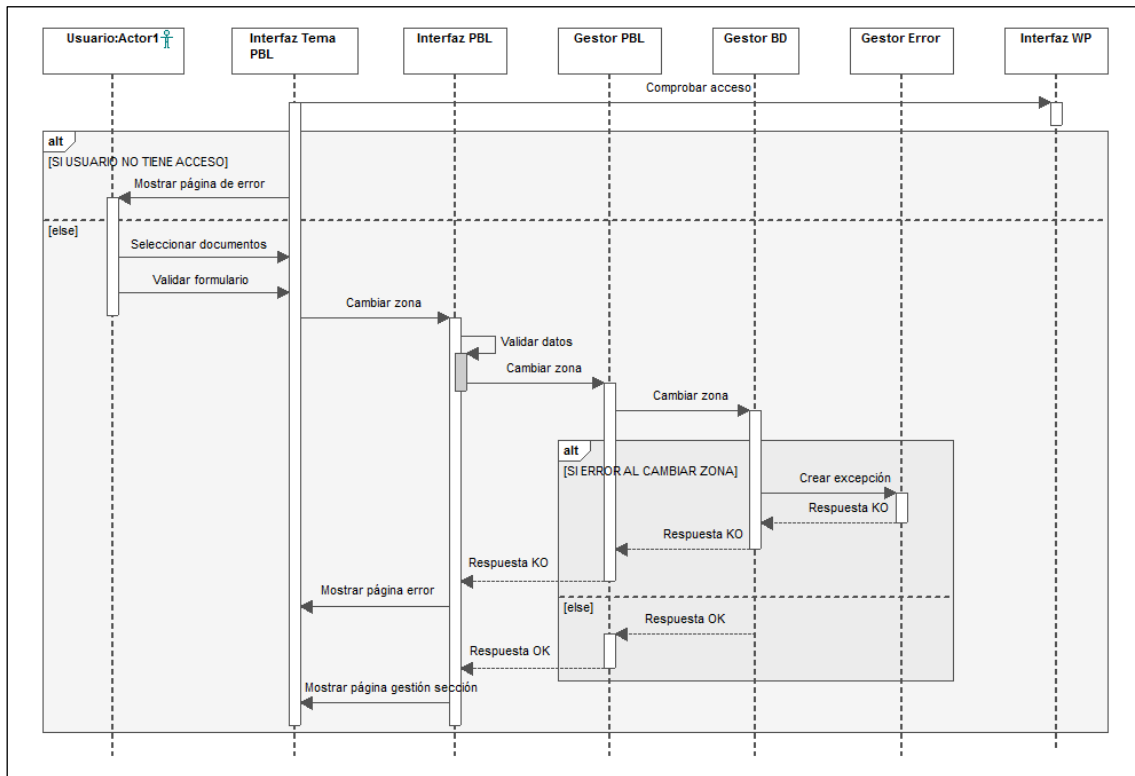 Usuario:Actor1
Interfaz Tema
PBL
Interfaz PBL
Gestor PBL
Gestor BD
Gestor Error
Interfaz WP
Comprobar acceso
alt
[SI USUARIO NO TIENE ACCESO]
Mostrar página de error
[else]
Seleccionar documentos
Validar formulario
Cambiar zona
Validar datos
Cambiar zona
Cambiar zona
alt
[SI ERROR AL CAMBIAR ZONA]
Crear excepción
Respuesta KO
Respuesta KO
Respuesta KO
Mostrar página error
[else]
Respuesta OK
Respuesta OK
Mostrar página gestión sección